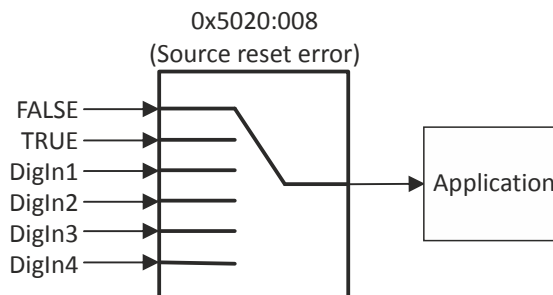 0x5020:008
(Source reset error)
FALSE
TRUE
DigIn1
DigIn2
DigIn3
DigIn4
Application